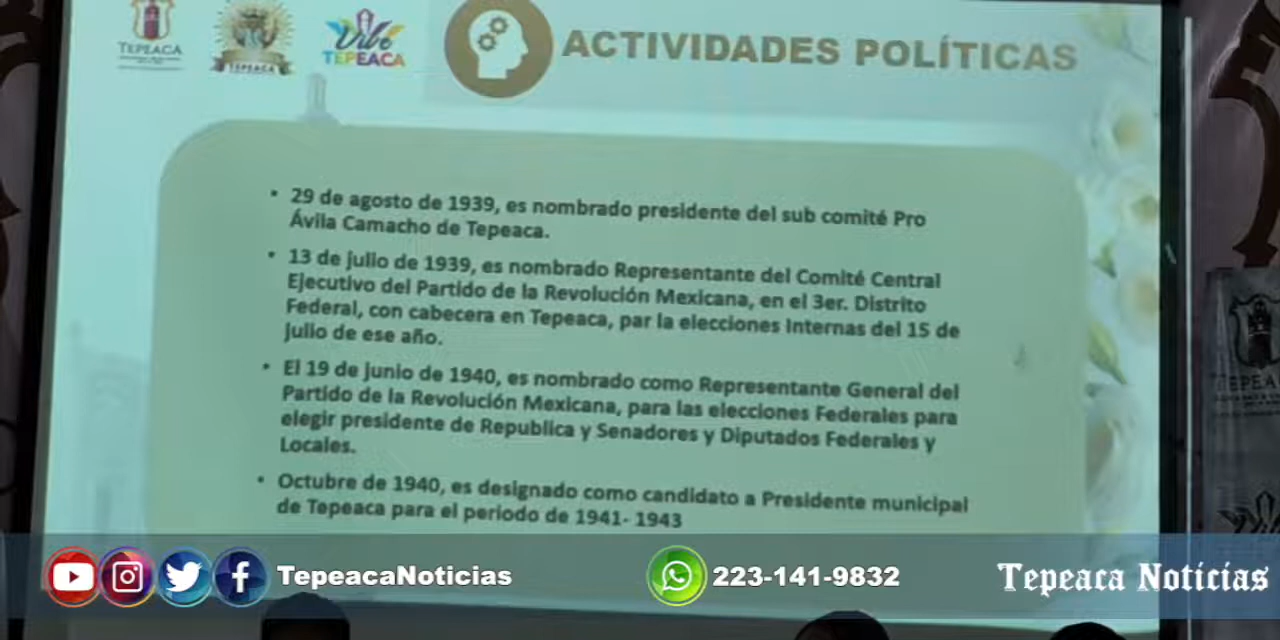 TEPEACA
TEPEACA
Vibe
TEPEACA
ACTIVIDADES POLÍTICAS
• 29 de agosto de 1939, es nombrado presidente del sub comité Pro
Ávila Camacho de Tepeaca.
• 13 de julio de 1939, es nombrado Representante del Comité Central
Ejecutivo del Partido de la Revolución Mexicana, en el 3er. Distrito
Federal, con cabecera en Tepeaca, par la elecciones Internas del 15 de
julio de ese año.
• El 19 de junio de 1940, es nombrado como Representante General del
Partido de la Revolución Mexicana, para las elecciones Federales para
elegir presidente de Republica y Senadores y Diputados Federales y
Locales.
• Octubre de 1940, es designado como candidato a Presidente municipal
de Tepeaca para el periodo de 1941- 1943
TepeacaNoticias
223-141-9832
Tepeaca Noticias